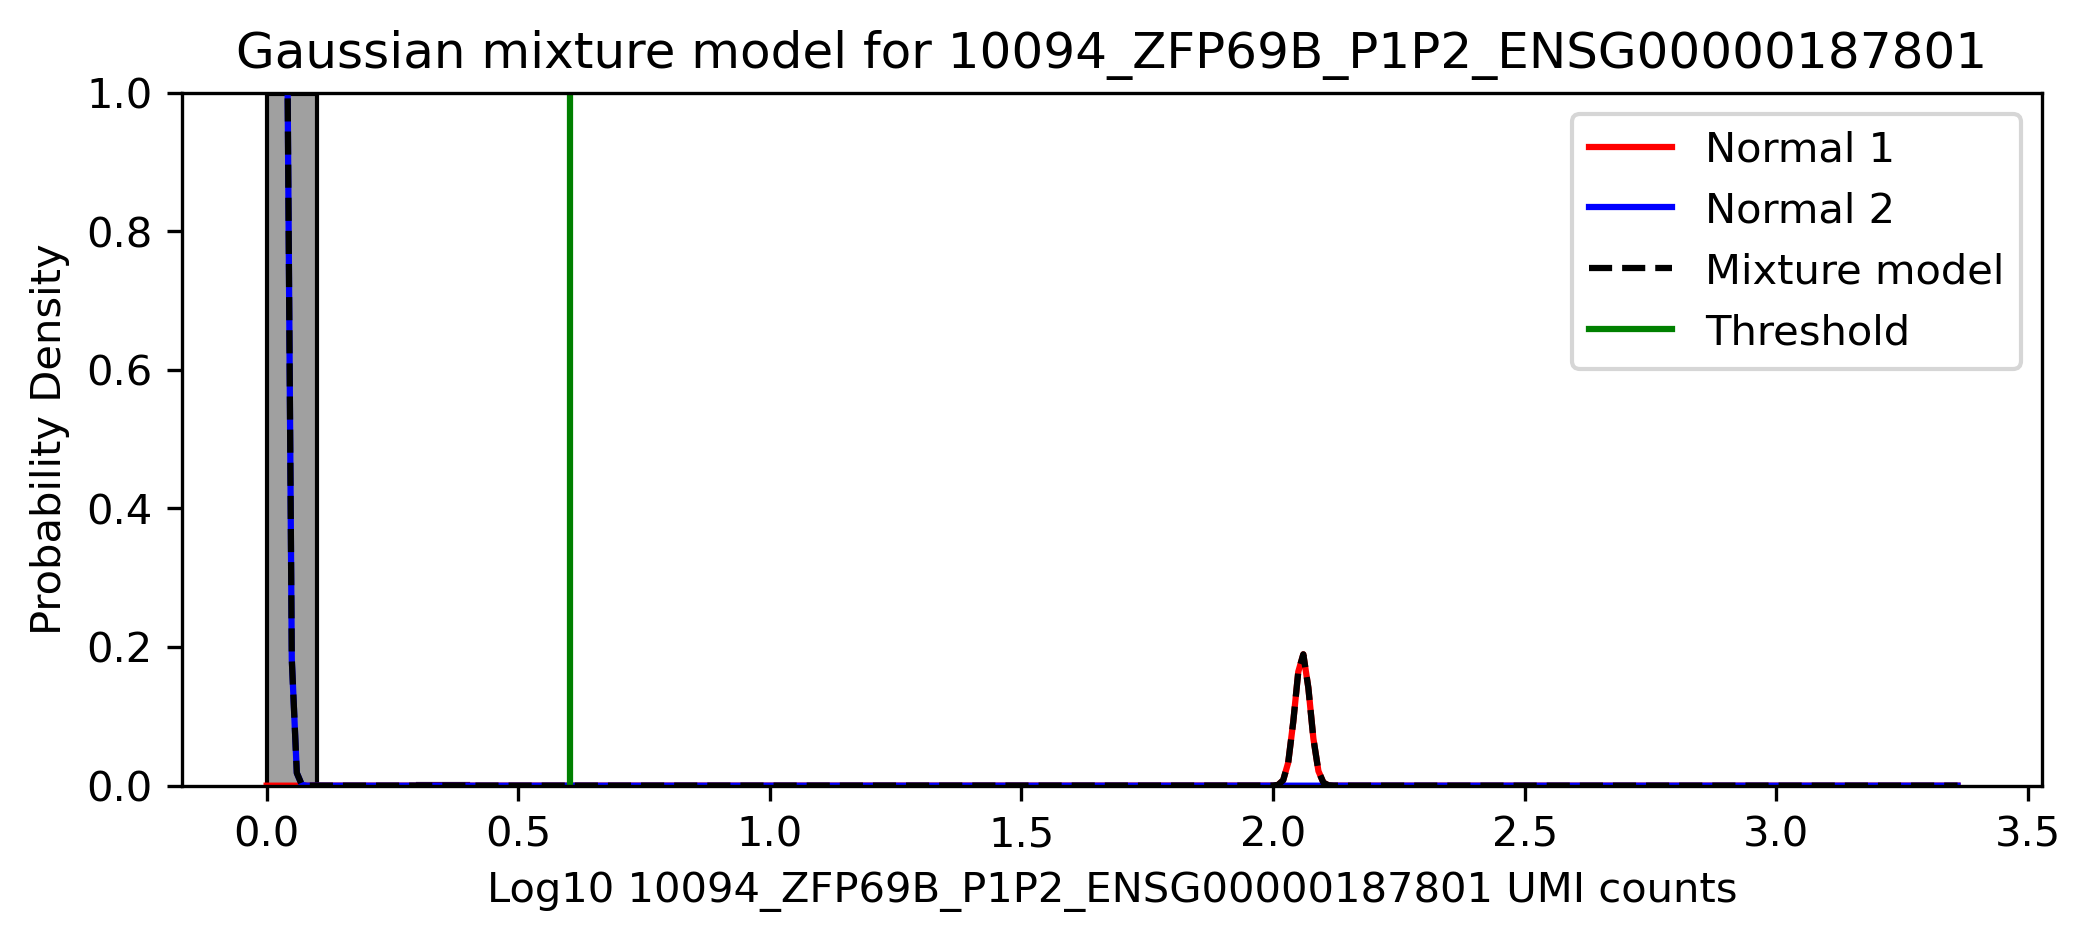 Gaussian mixture model for 10094_ZFP69B_P1P2_ENSG00000187801
1.0
0.8
0.6
0.4
0.2
0.0
Probability Density
Normal 1
Normal 2
Mixture model
Threshold
0.0 0.5 1.0 1.5 2.0 2.5 3.0 3.5
Log10 10094_ZFP69B_P1P2_ENSG00000187801 UMI counts